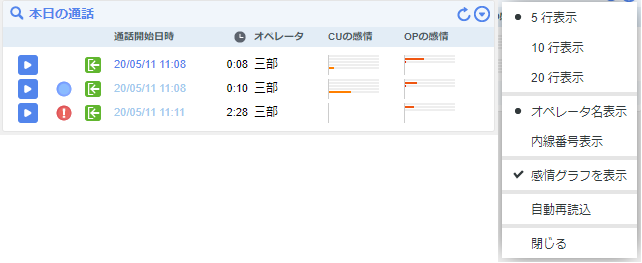 本日の通話
通話開始日時 オペレータ CUの感情 OPの感情
20/05/11 11:08 0:08 三部
20/05/11 11:08 0:10 三部
20/05/11 11:11 2:28 三部
5 行表示
10 行表示
20 行表示
オペレータ名表示
内線番号表示
感情グラフを表示
自動再読込
閉じる